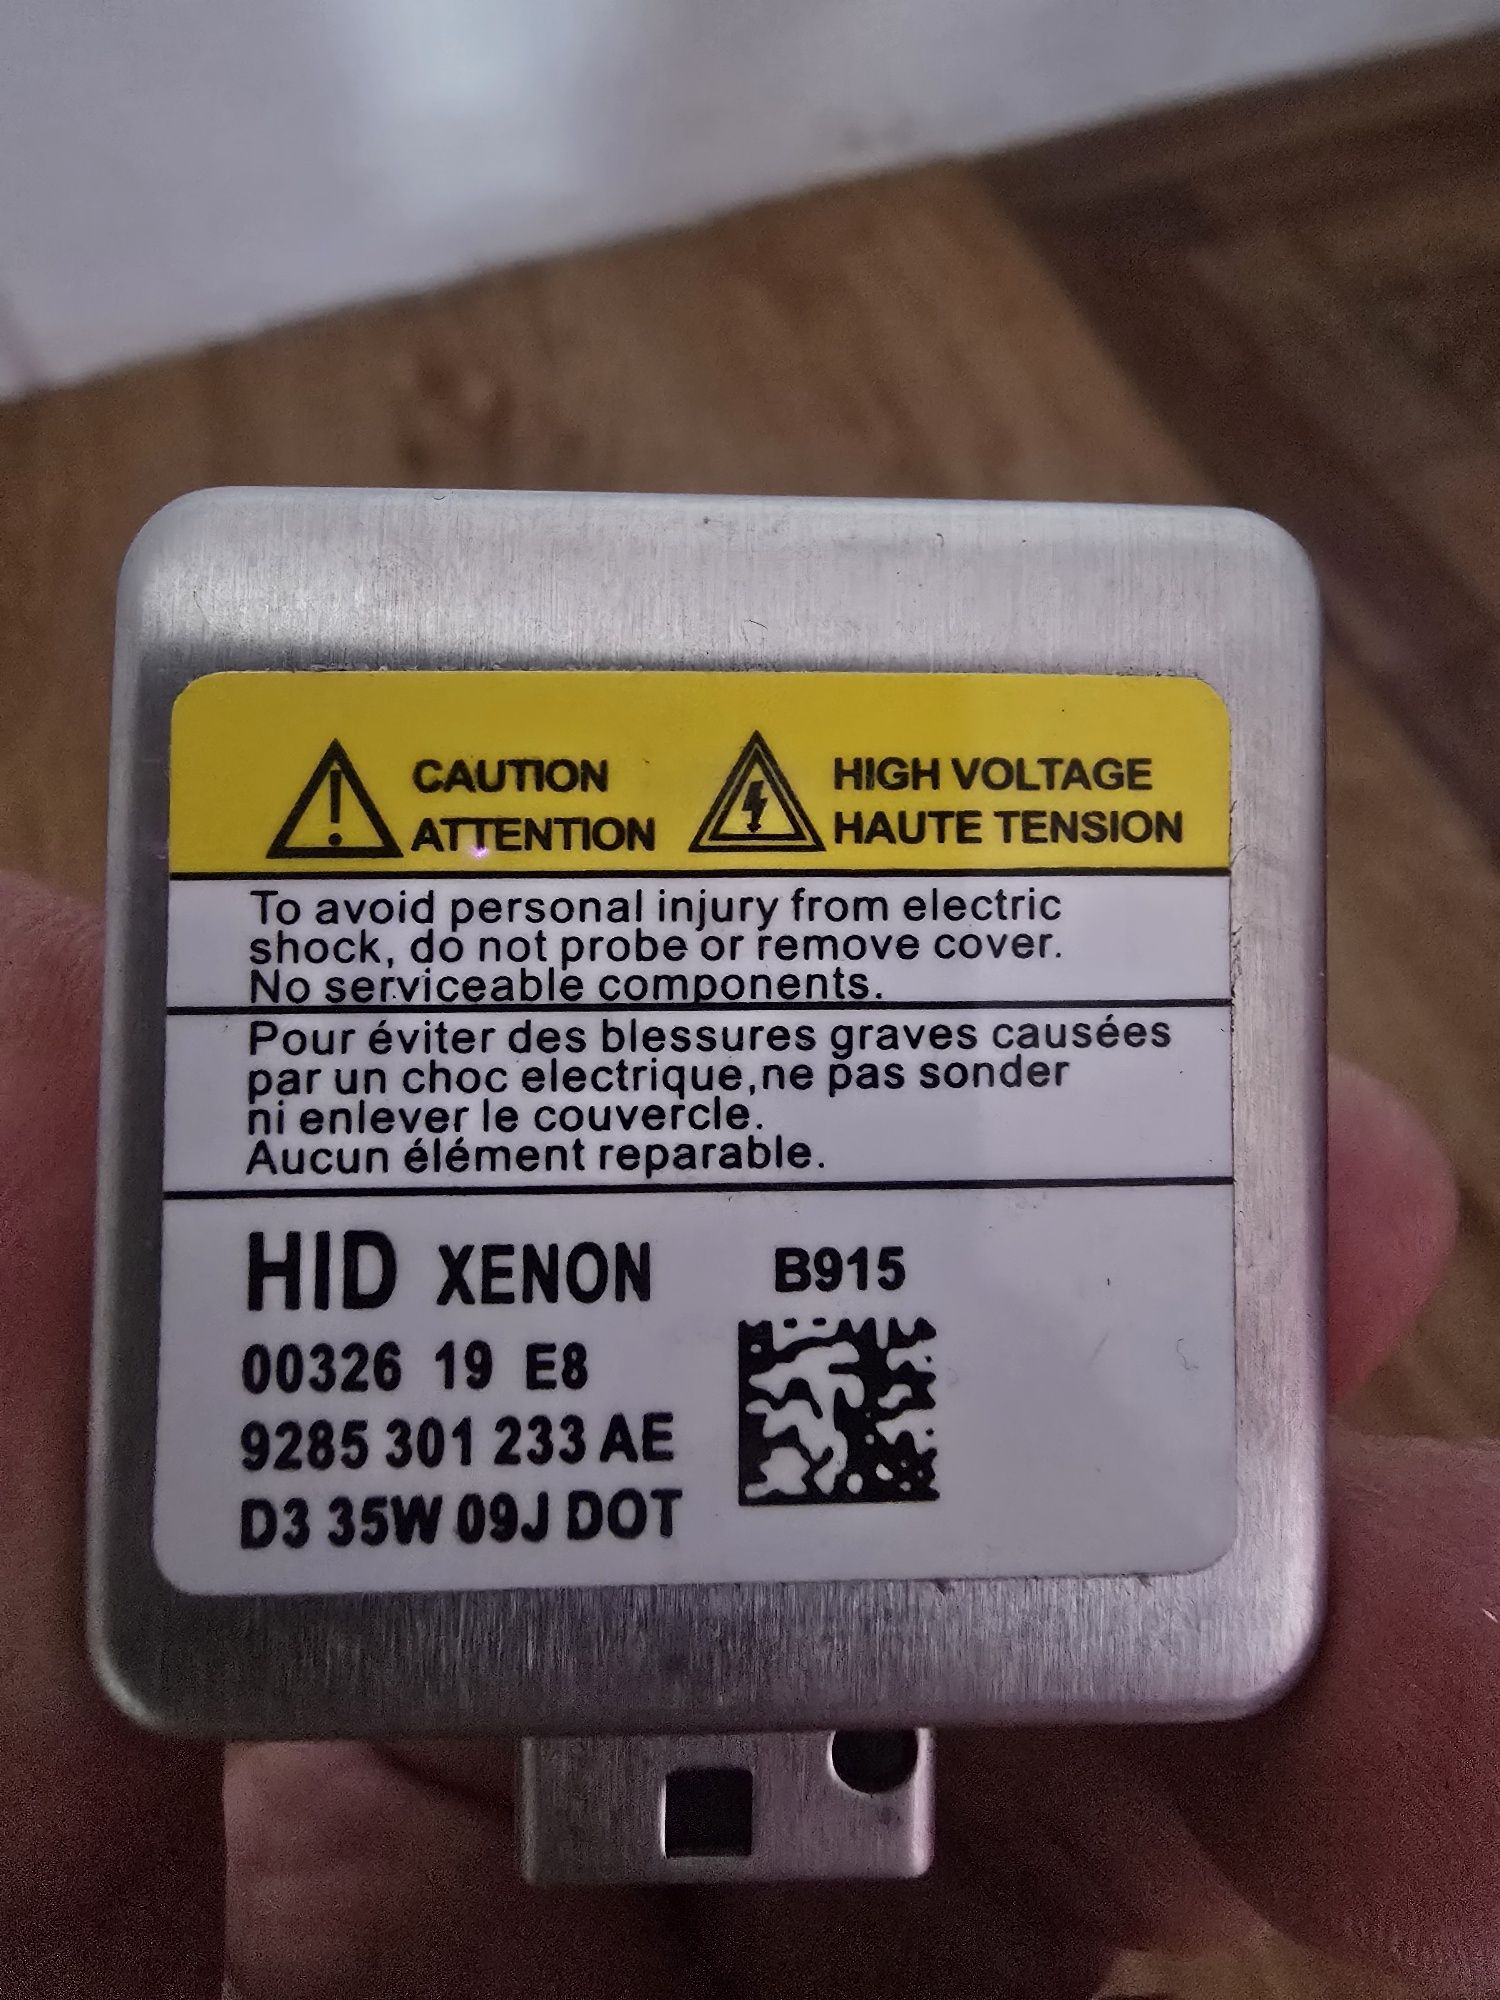 CAUTION
ATTENTION
HIGH VOLTAGE
HAUTE TENSION
To avoid personal injury from electric
shock, do not probe or remove cover.
No serviceable components.
Pour éviter des blessures graves causées
par un choc electrique,ne pas sonder
ni enlever le couvercle.
Aucun élément reparable.
HID XENON
B915
00326 19 E8
9285 301 233 AE
D3 35W 09J DOT